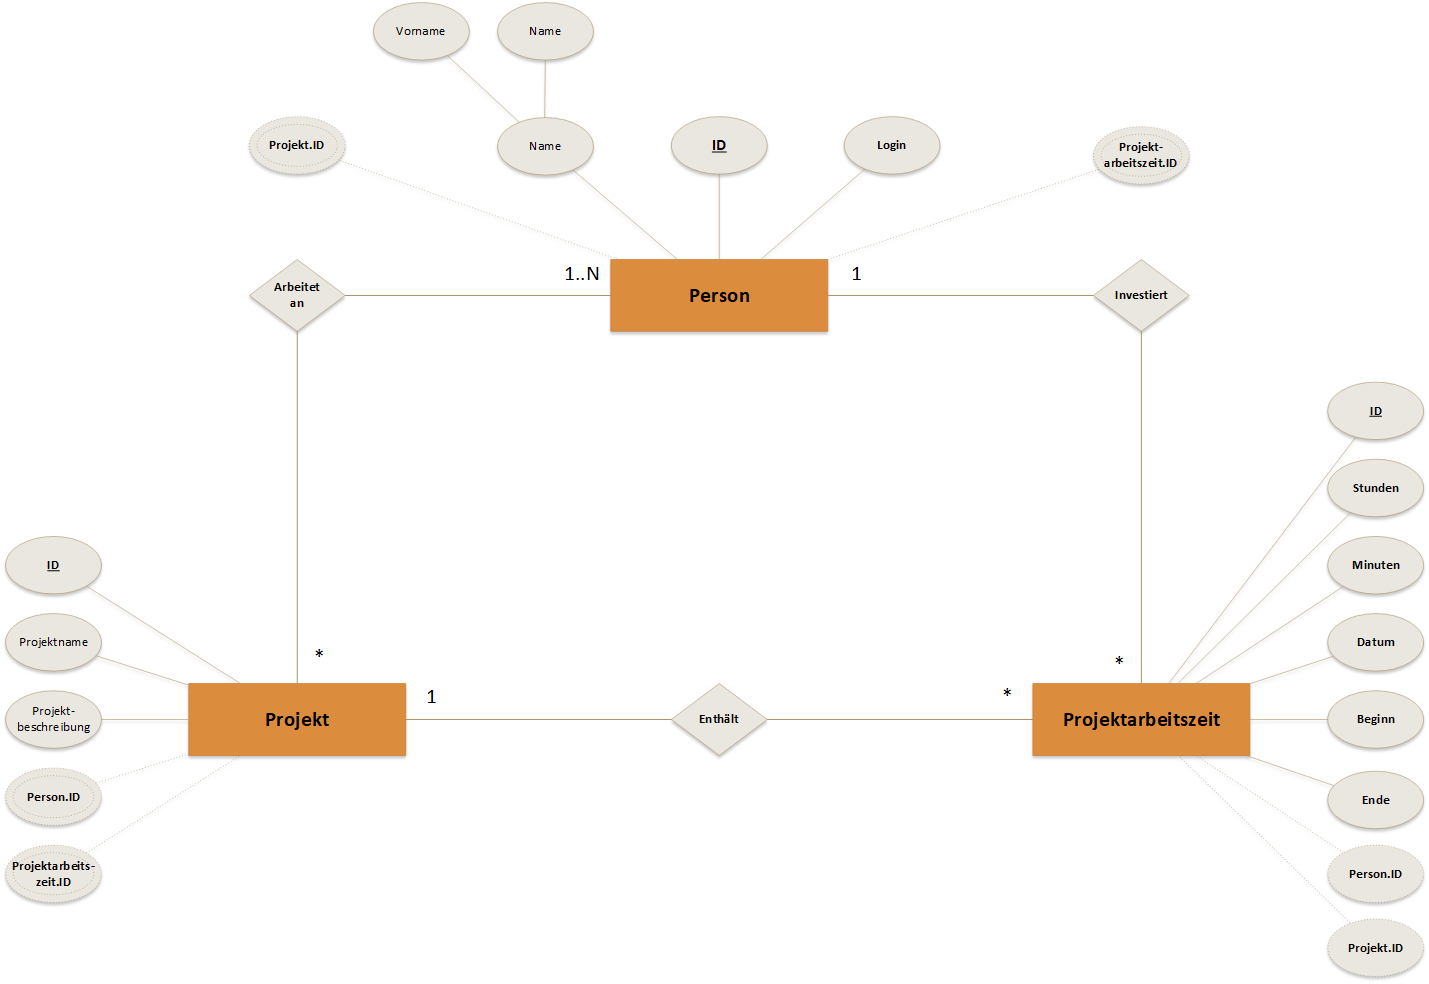 Vorname
Name
Projekt.ID
Name
ID
Login
Projekt-
arbeitszeit.ID
Arbeitet
an
1..N
Person
1
Investiert
ID
Stunden
Minuten
Datum
Beginn
Ende
Person.ID
Projekt.ID
ID
Projektname
Projekt-
beschreibung
Person.ID
Projektarbeits-
zeit.ID
*
Projekt
1
Enthält
*
*
Projektarbeitszeit